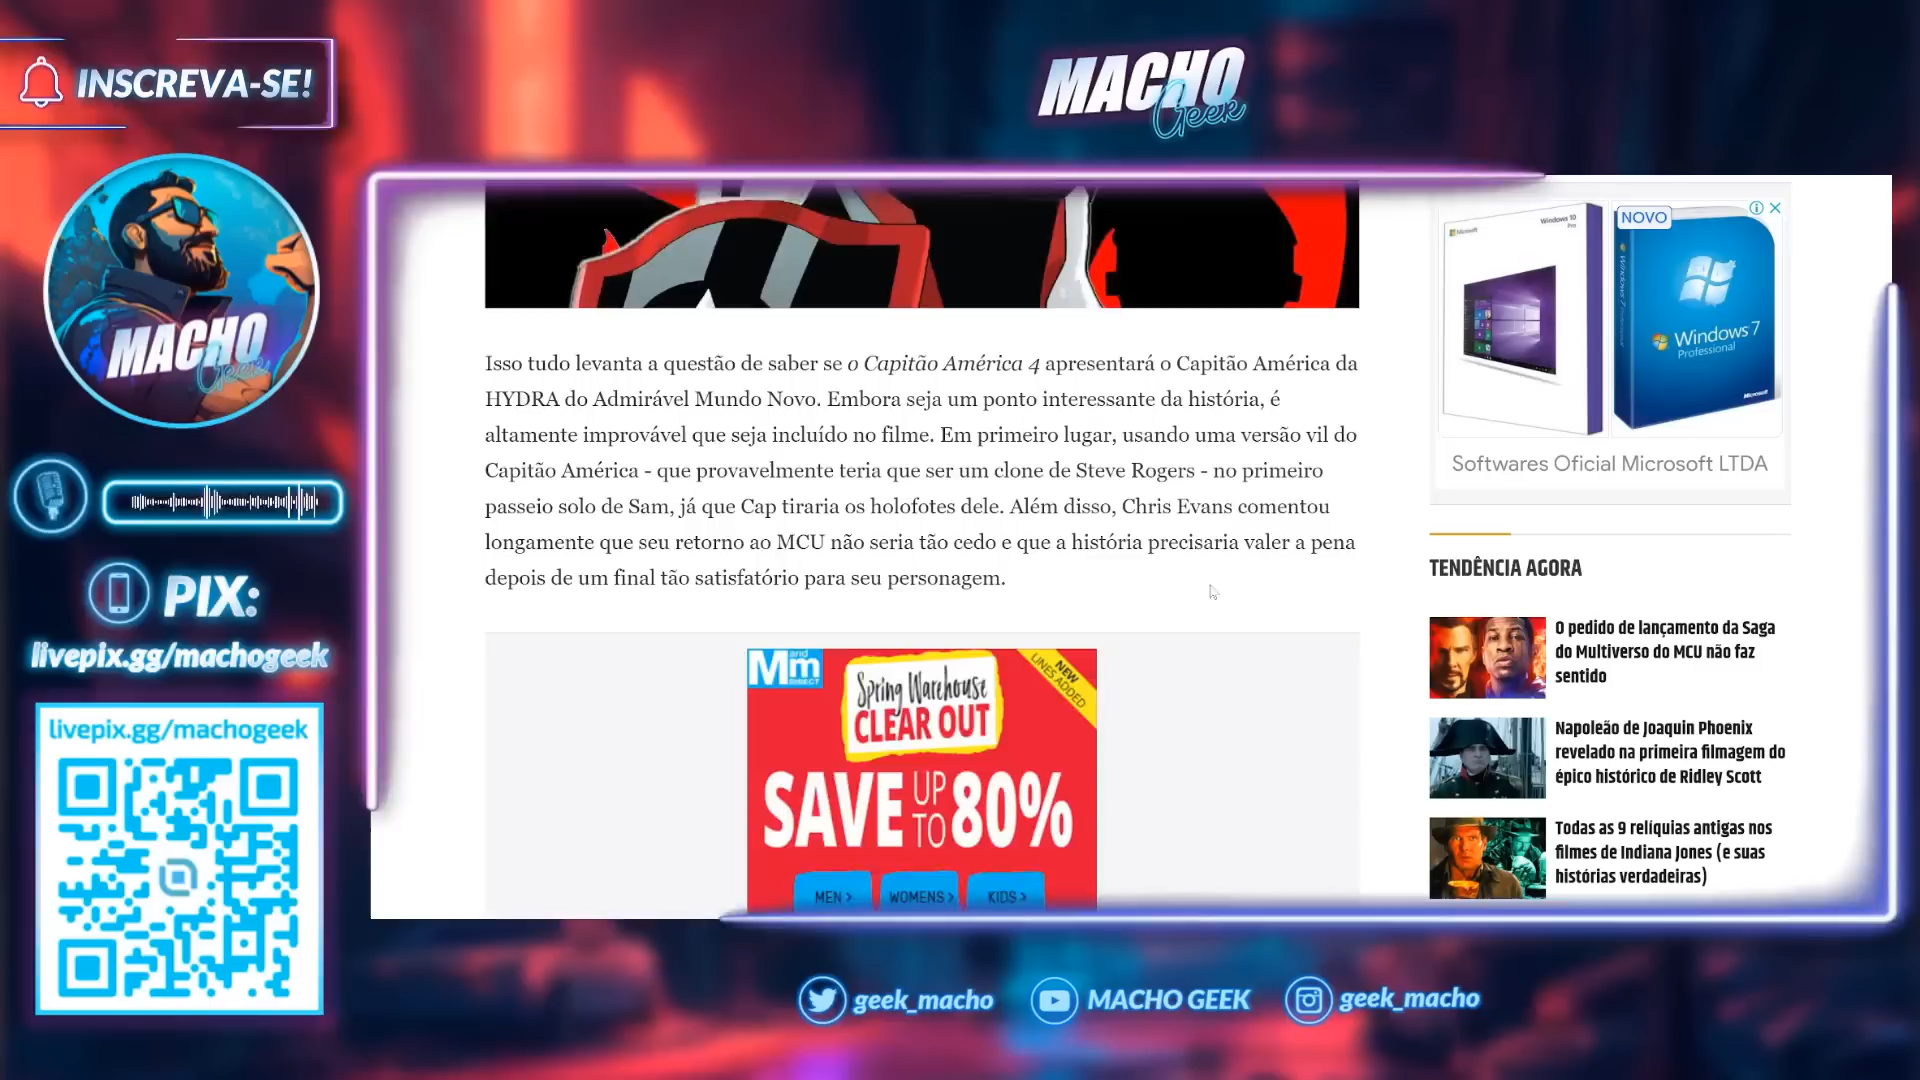 INSCREVA-SE!
MACHO
Geek
MACHO
Geek
PIX:
livepix.gg/machogeek
livepix.gg/machogeek
Isso tudo levanta a questão de saber se o Capitão América 4 apresentará o Capitão América da
HYDRA do Admirável Mundo Novo. Embora seja um ponto interessante da história, é
altamente improvável que seja incluído no filme. Em primeiro lugar, usando uma versão vil do
Capitão América - que provavelmente teria que ser um clone de Steve Rogers - no primeiro
passeio solo de Sam, já que Cap tiraria os holofotes dele. Além disso, Chris Evans comentou
longamente que seu retorno ao MCU não seria tão cedo e que a história precisaria valer a pena
depois de um final tão satisfatório para seu personagem.
MandM
DIRECT
Spring Warehouse
CLEAR OUT
NEW
LINES ADDED
SAVE UP TO 80%
MEN >
WOMENS >
KIDS >
Microsoft
Windows 10
Pro
NOVO
Windows 7
Professional
Microsoft
Softwares Oficial Microsoft LTDA
TENDÊNCIA AGORA
O pedido de lançamento da Saga
do Multiverso do MCU não faz
sentido
Napoleão de Joaquin Phoenix
revelado na primeira filmagem do
épico histórico de Ridley Scott
Todas as 9 relíquias antigas nos
filmes de Indiana Jones (e suas
histórias verdadeiras)
geek_macho
MACHO GEEK
geek_macho